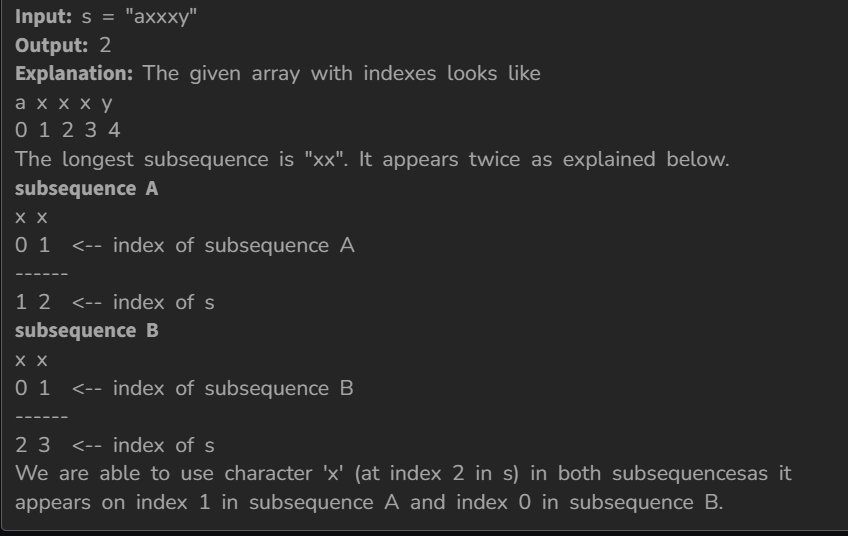 Input: s = "axxxy"
Output: 2
Explanation: The given array with indexes looks like
a x x x y
0 1 2 3 4
The longest subsequence is "xx". It appears twice as explained below.
subsequence A
x x
0 1 <-- index of subsequence A
------
1 2 <-- index of s
subsequence B
x x
0 1 <-- index of subsequence B
------
2 3 <-- index of s
We are able to use character 'x' (at index 2 in s) in both subsequencesas it
appears on index 1 in subsequence A and index 0 in subsequence B.